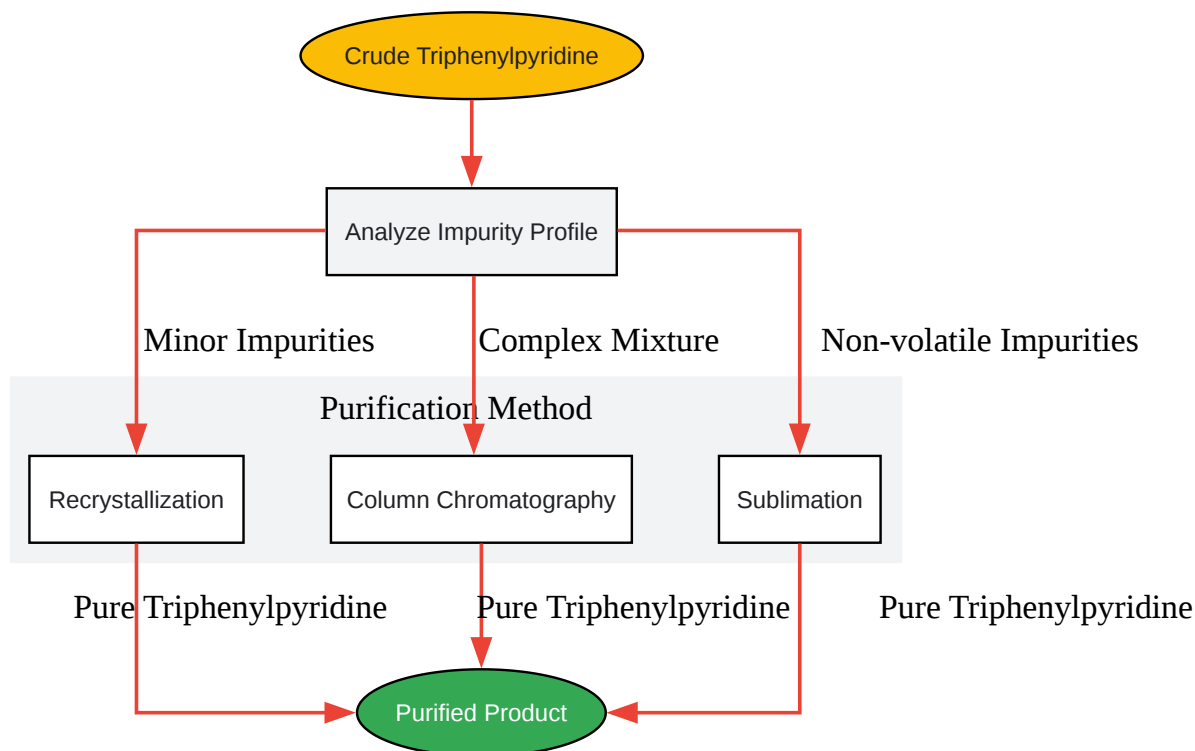 Crude Triphenylpyridine
Analyze Impurity Profile
Minor Impurities
Complex Mixture
Non-volatile Impurities
Purification Method
Recrystallization
Column Chromatography
Sublimation
Pure Triphenylpyridine
Pure Triphenylpyridine
Pure Triphenylpyridine
Purified Product